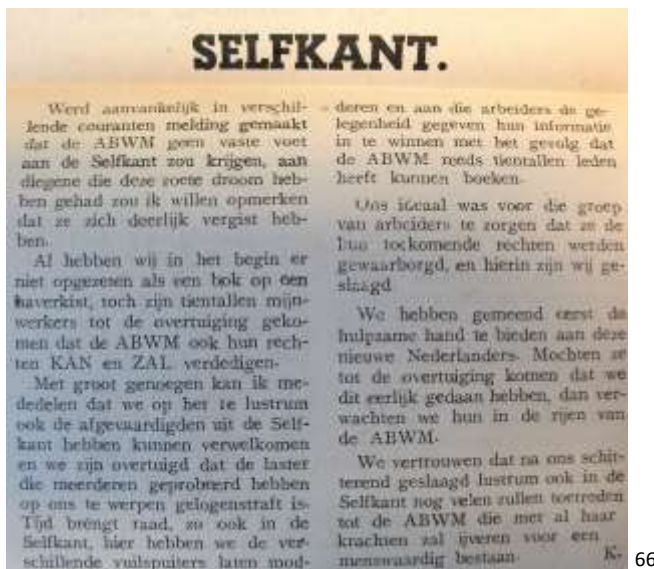 SELFKANT.
Werd aanvankelijk in verschil-
lende couranten melding gemaakt
dat de ABWM geen vaste voet
aan de Selfkant zou krijgen, aan
diegene die deze zoete droom heb-
ben gehad zou ik willen opmerken
dat ze zich deerlijk vergist heb-
ben.
Al hebben wij in het begin er
niet opgezeten als een bok op een
haverkist, toch zijn tientallen mijn-
werkers tot de overtuiging geko-
men dat de ABWM ook hun rech-
ten KAN en ZAL verdedigen.
Met groot genoegen kan ik me-
dedelen dat we op het 1e lustrum
ook de afgevaardigden uit de Self-
kant hebben kunnen verwelkomen
en we zijn overtuigd dat de laster
die meerderen geprobeerd hebben
op ons te werpen gelogenstraft is.
Tijd brengt raad, zo ook in de
Selfkant, hier hebben we de ver-
schillende vuilspuiters laten mod-
deren en aan die arbeiders de ge-
legenheid gegeven hun informatie
in te winnen met het gevolg dat
de ABWM reeds tientallen leden
heeft kunnen boeken.
Ons ideaal was voor die groep
van arbeiders te zorgen dat ze de
hun toekomende rechten werden
gewaarborgd, en hierin zijn wij ge-
slaagd
We hebben gemeend eerst de
hulpzame hand te bieden aan deze
nieuwe Nederlanders. Mochten ze
tot de overtuiging komen dat we
dit eerlijk gedaan hebben, dan ver-
wachten we hun in de rijen van
de ABWM.
We vertrouwen dat na ons schit-
terend geslaagd lustrum ook in de
Selfkant nog velen zullen toetreden
tot de ABWM die met al haar
krachten zal ijveren voor een
menswaardig bestaan. K.
66